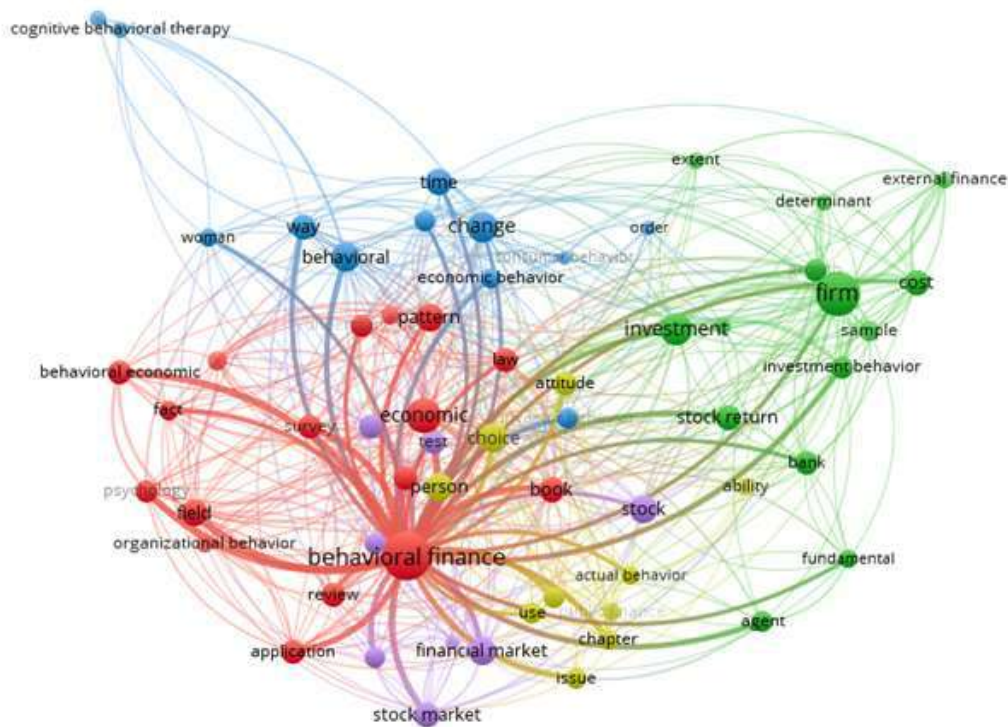 cognitive behavioral therapy
time
extent
external finance
determinant
woman
way
change
order
behavioral
consumer behavior
economic behavior
cost
firm
pattern
investment
sample
law
behavioral economic
attitude
investment behavior
fact
economic
survey
choice
stock return
test
bank
person
book
ability
psychology
field
stock
organizational behavior
behavioral finance
fundamental
actual behavior
review
use
agent
chapter
application
financial market
issue
stock market